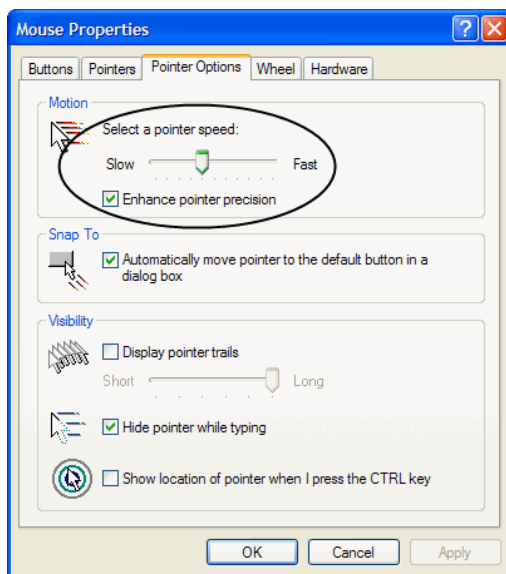 Mouse Properties
Buttons Pointers Pointer Options Wheel Hardware
Motion
Select a pointer speed:
Slow Fast
Enhance pointer precision
Snap To
Automatically move pointer to the default button in a
dialog box
Visibility
Display pointer trails
Short Long
Hide pointer while typing
Show location of pointer when I press the CTRL key
OK Cancel Apply